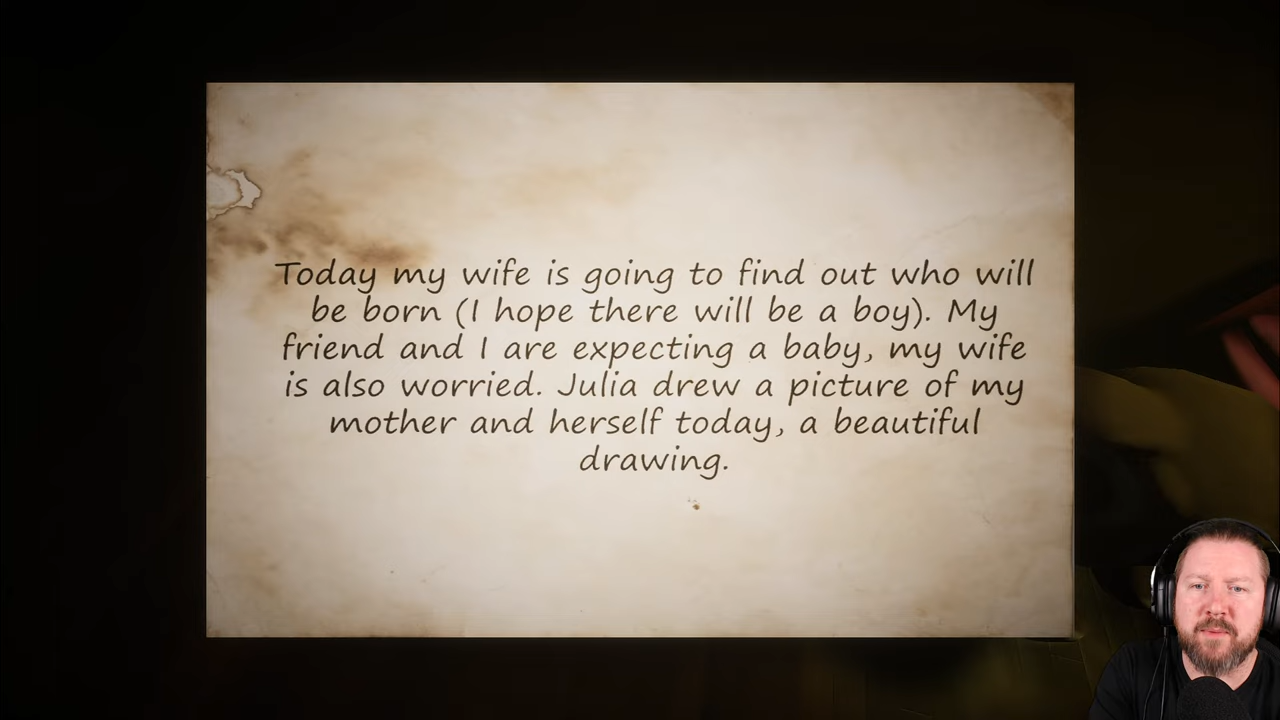 Today my wife is going to find out who will
be born (I hope there will be a boy). My
friend and I are expecting a baby, my wife
is also worried. Julia drew a picture of my
mother and herself today, a beautiful
drawing.